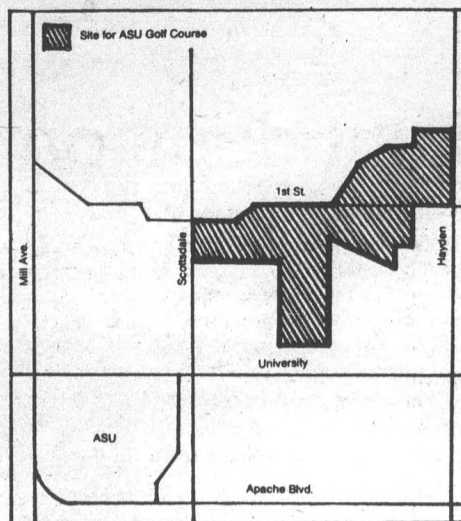 Site for ASU Golf Course
1st St.
Mill Ave.
Scottsdale
Hayden
University
ASU
Apache Blvd.